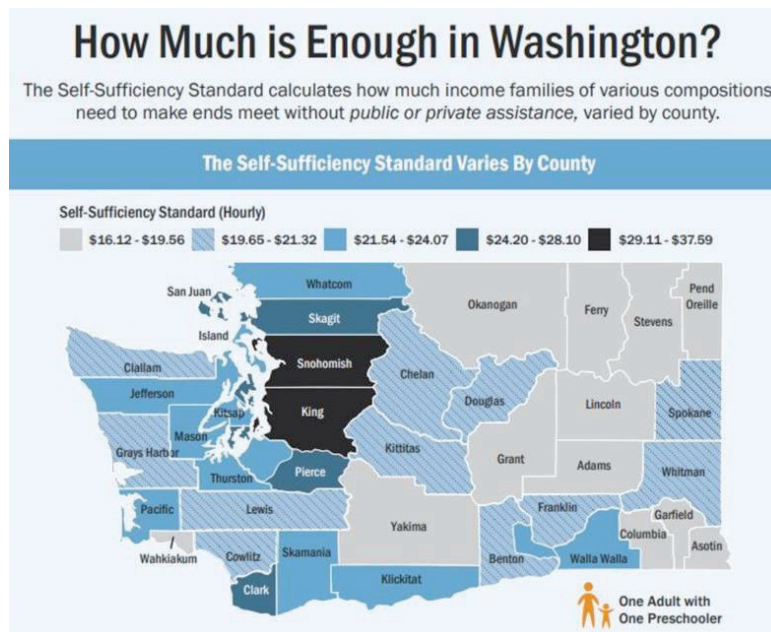 How Much is Enough in Washington?
The Self-Sufficiency Standard calculates how much income families of various compositions
need to make ends meet without public or private assistance, varied by county.
The Self-Sufficiency Standard Varies By County
Self-Sufficiency Standard (Hourly)
$16.12 - $19.56 $19.65 - $21.32 $21.54 - $24.07 $24.20 - $28.10 $29.11 - $37.59
Whatcom
San Juan
Okanogan
Ferry
Stevens
Pend
Oreille
Skagit
Island
Snohomish
Clallam
Chelan
Jefferson
Douglas
Lincoln
Spokane
Kitsap
King
Mason
Grays Harbor
Kittitas
Grant
Adams
Whitman
Thurston
Pierce
Pacific
Lewis
Yakima
Franklin
Garfield
Columbia
Asotin
Wahkiakum
Cowlitz
Skamania
Benton
Walla Walla
Klickitat
Clark
One Adult with
One Preschooler